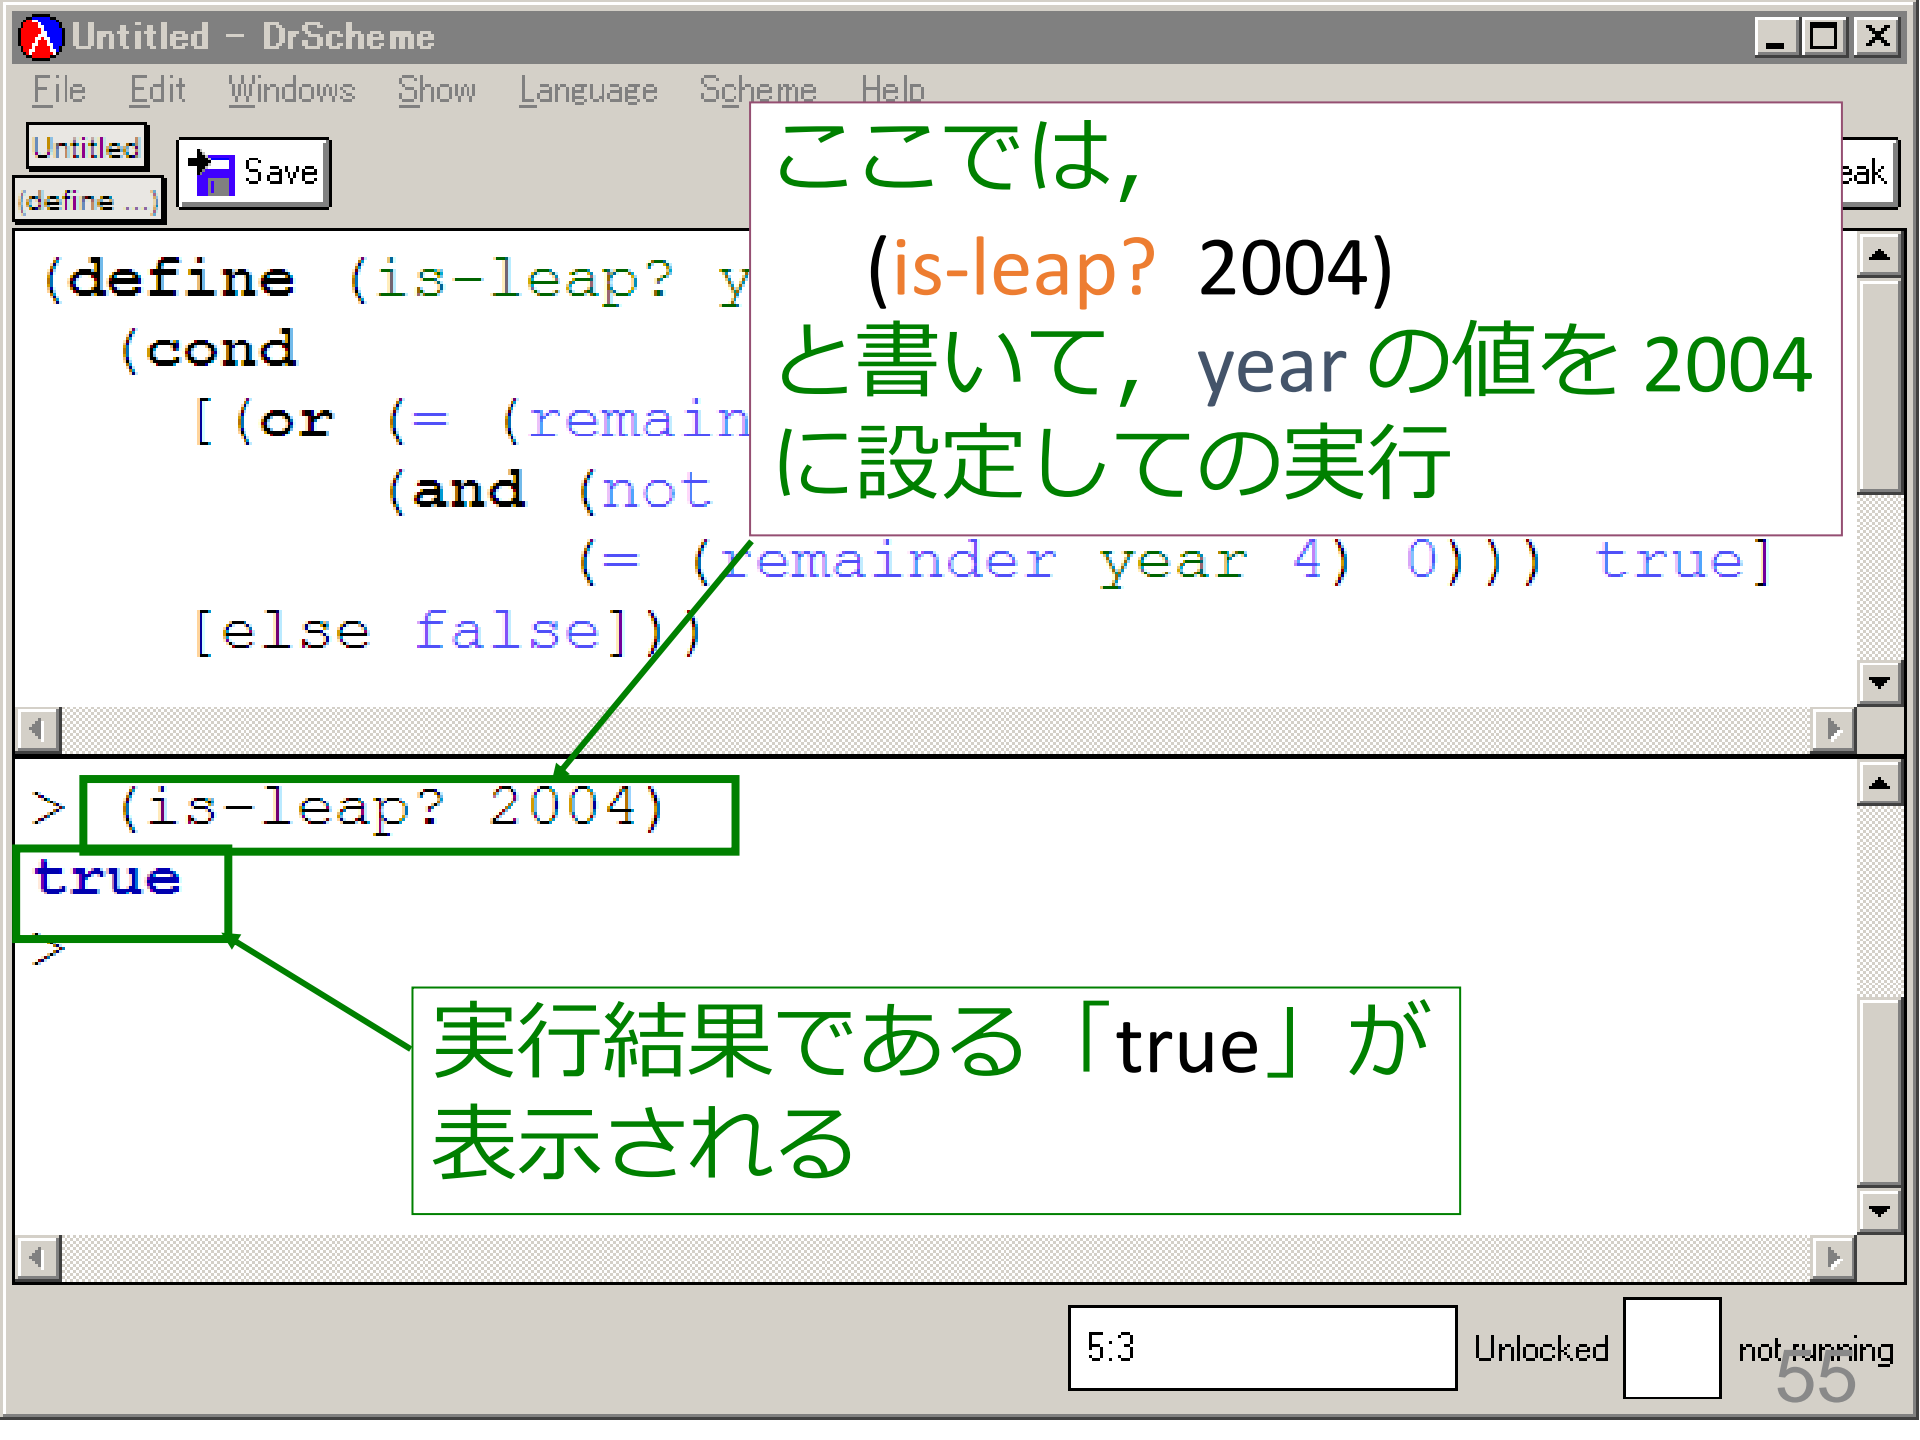 Untitled - DrScheme
File Edit Windows Show Language Scheme Help
Untitled
Save
(define ...)
ここでは,
(is-leap? 2004)
と書いて, year の値を 2004
に設定しての実行
(define (is-leap?
(cond
[(or (=
(and (not
(= (remainder year 4) 0))) true]
[else false]))
> (is-leap? 2004)
true
>
実行結果である「true」が
表示される
5:3
Unlocked
not running
55